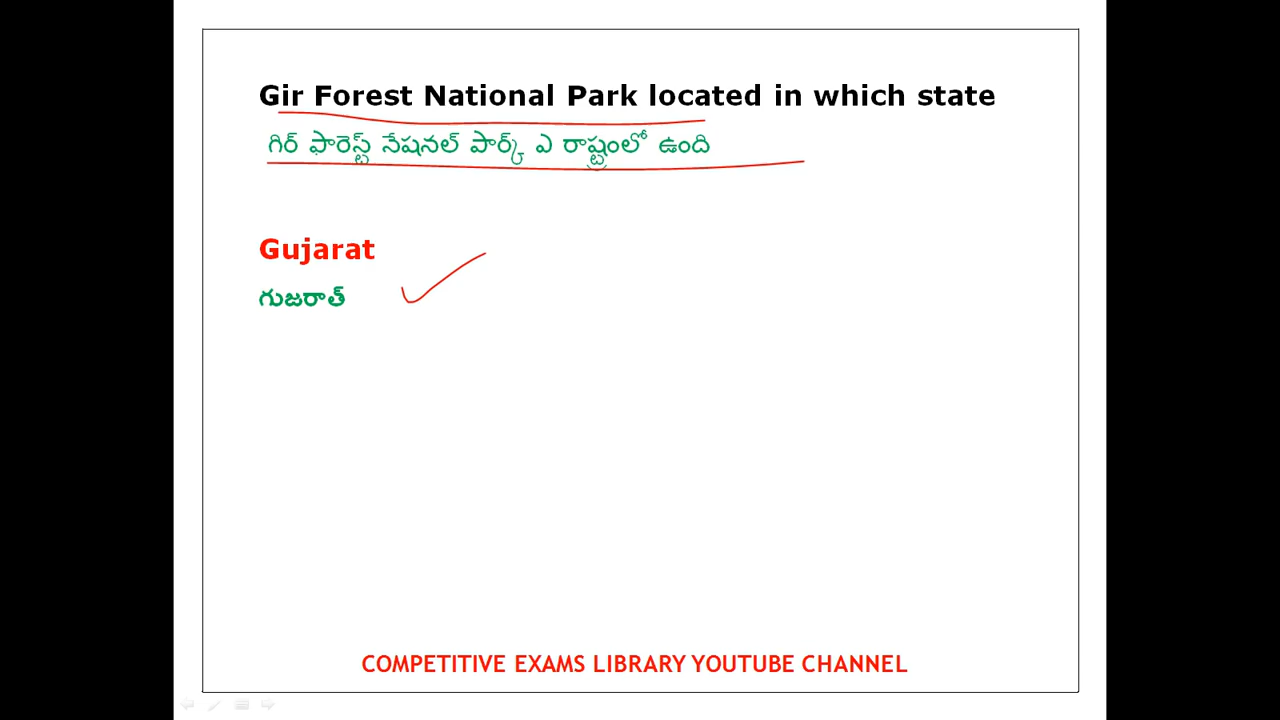 Gir Forest National Park located in which state
గిర్ ఫారెస్ట్ నేషనల్ పార్క్ ఎ రాష్ట్రంలో ఉంది
Gujarat
గుజరాత్
COMPETITIVE EXAMS LIBRARY YOUTUBE CHANNEL